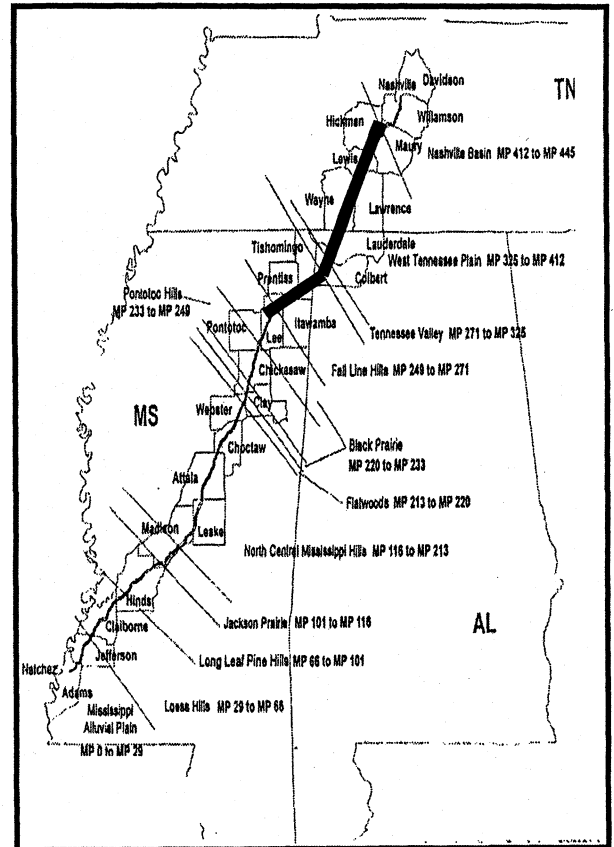 Nashville
Davidson
TN
Hickman
Willamson
Maury
Nashville Basin MP 412 to MP 445
Lewis
Wayne
Lawrence
Tishomingo
Lauderdale
West Tennessee Plain MP 325 to MP 412
Prentiss
Colbert
Pontotoc Hills
MP 233 to MP 249
Itawamba
Tennessee Valley MP 271 to MP 325
Pontotoc
Lee
Fall Line Hills MP 249 to MP 271
Chickasaw
MS
Webster
Clay
Choctaw
Black Prairie
MP 220 to MP 233
Attala
Flatwoods MP 213 to MP 220
Madison
Leake
North Central Mississippi Hills MP 116 to MP 213
Hinds
Jackson Prairie MP 101 to MP 116
AL
Claiborne
Jefferson
Long Leaf Pine Hills MP 66 to MP 101
Natchez
Adams
Loess Hills MP 29 to MP 66
Mississippi
Alluvial Plain
MP 0 to MP 29